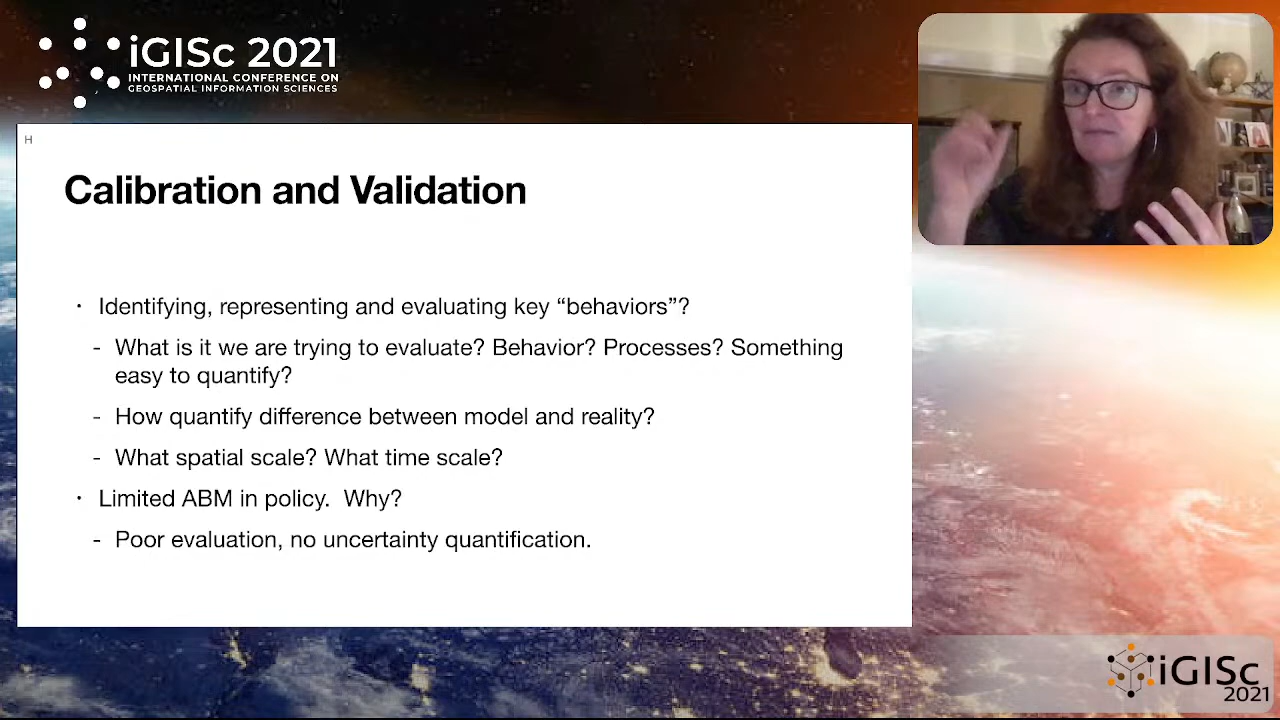 iGISc 2021
INTERNATIONAL CONFERENCE ON
GEOSPATIAL INFORMATION SCIENCES
H
Calibration and Validation
· Identifying, representing and evaluating key “behaviors”?
- What is it we are trying to evaluate? Behavior? Processes? Something
easy to quantify?
- How quantify difference between model and reality?
- What spatial scale? What time scale?
· Limited ABM in policy.  Why?
- Poor evaluation, no uncertainty quantification.
iGISc
2021